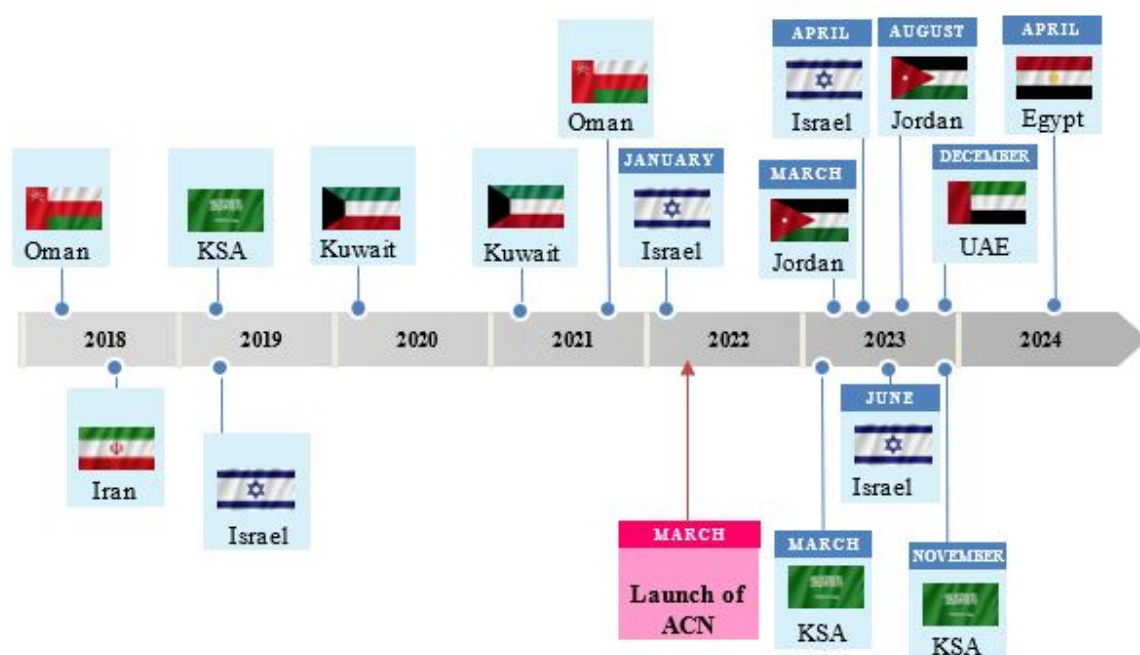 APRIL
Israel
AUGUST
Jordan
APRIL
Egypt
Oman
Oman
KSA
Kuwait
Kuwait
JANUARY
Israel
MARCH
Jordan
DECEMBER
UAE
2018
2019
2020
2021
2022
2023
2024
Iran
Israel
MARCH
Launch of
ACN
MARCH
KSA
JUNE
Israel
NOVEMBER
KSA